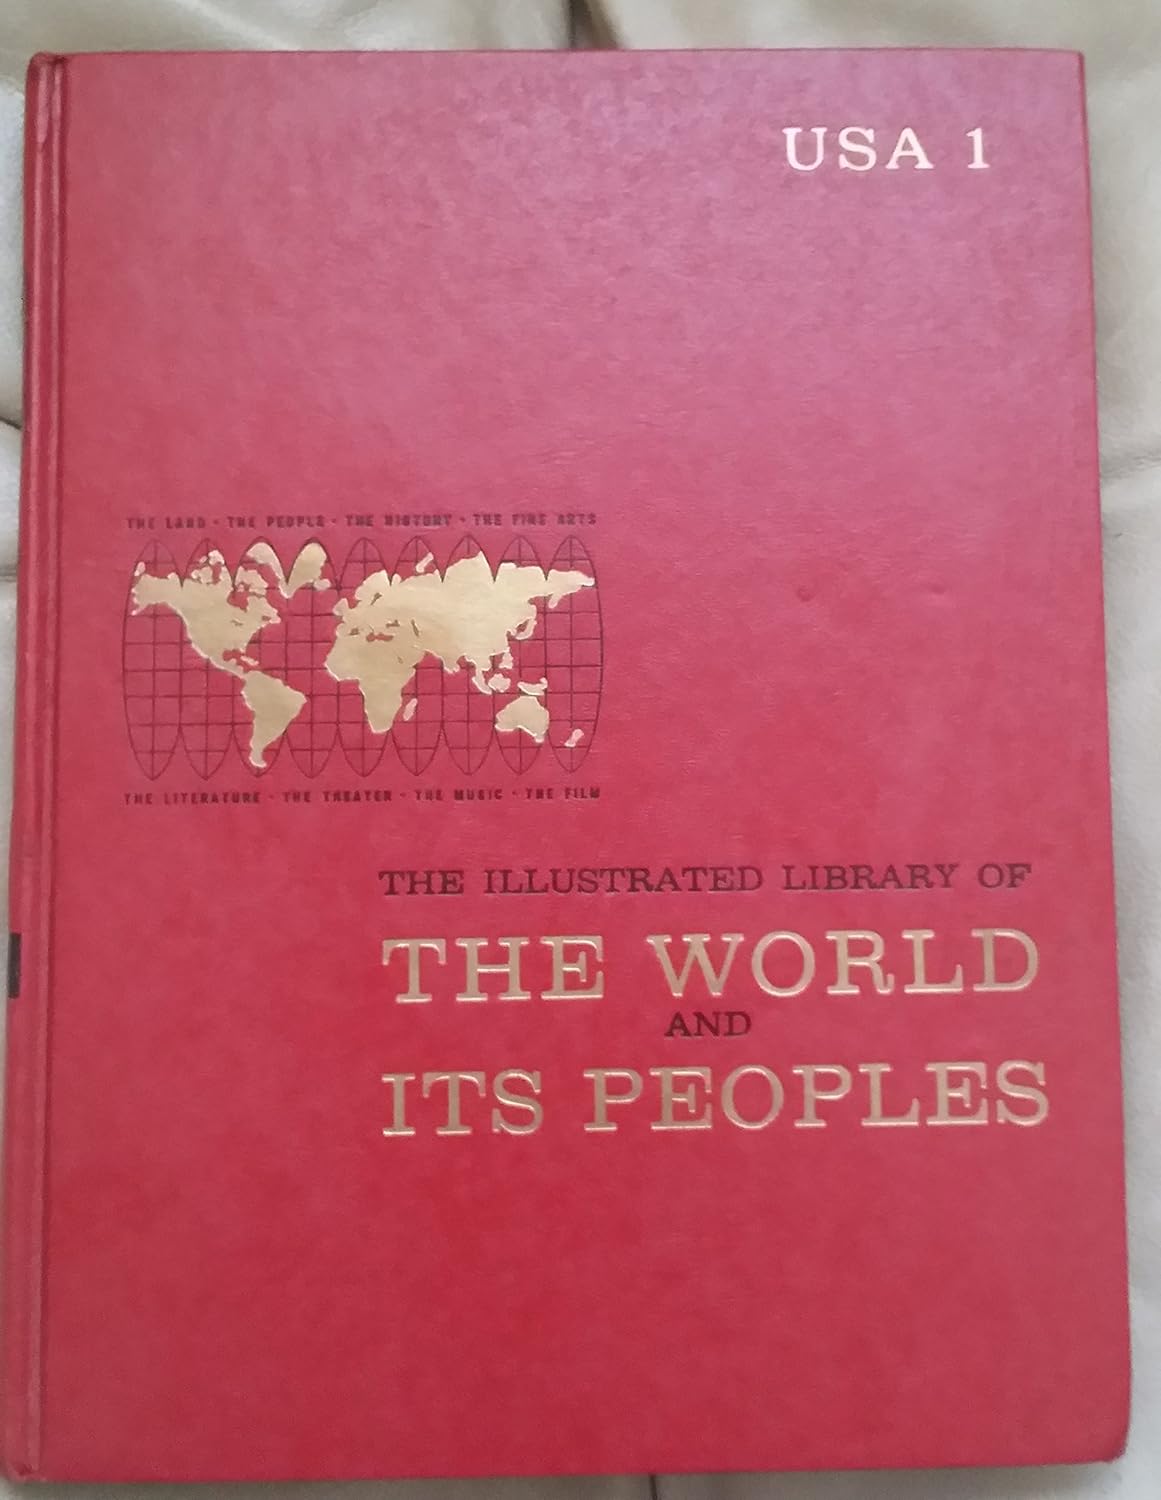 USA 1
THE LAND · THE PEOPLE · THE HISTORY · THE FINE ARTS
THE LITERATURE · THE THEATER · THE MUSIC · THE FILM
THE ILLUSTRATED LIBRARY OF
THE WORLD
AND
ITS PEOPLES